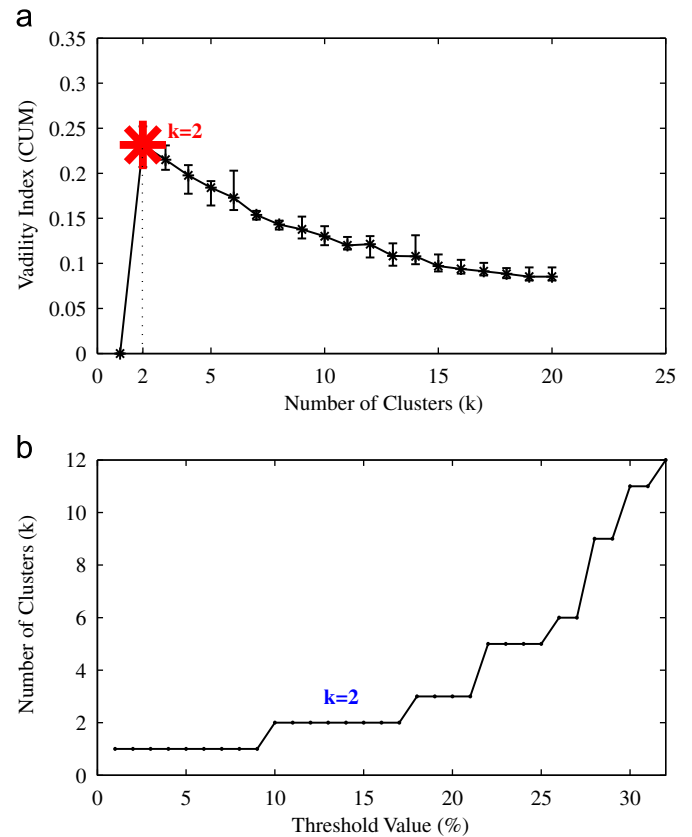 a
0.35
0.3
0.25
0.2
0.15
0.1
0.05
0
k=2
Vadility Index (CUM)
0 2 5 10 15 20 25
Number of Clusters (k)
b
12
10
8
6
4
2
0
k=2
Number of Clusters (k)
0 5 10 15 20 25 30
Threshold Value (%)